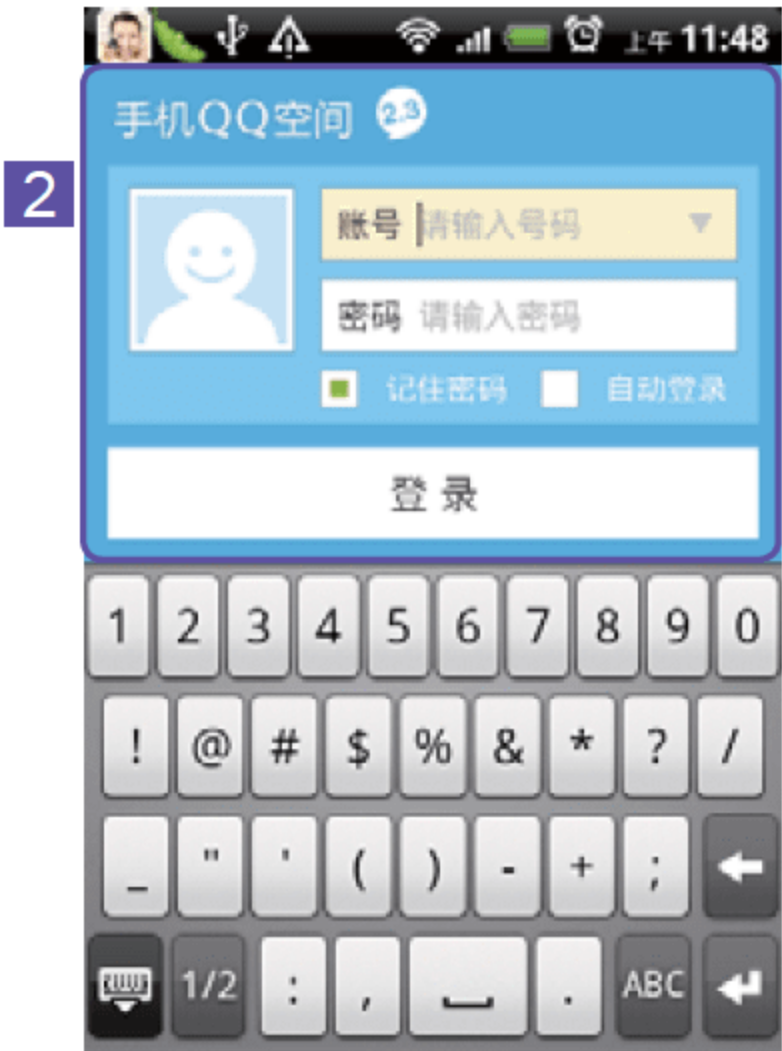 上午 11:48
手机QQ空间 2.3
2
账号 请输入号码
密码 请输入密码
记住密码 自动登录
登录
1 2 3 4 5 6 7 8 9 0
! @ # $ % & * ? /
_ " ' ( ) - + ;
1/2 : , . ABC